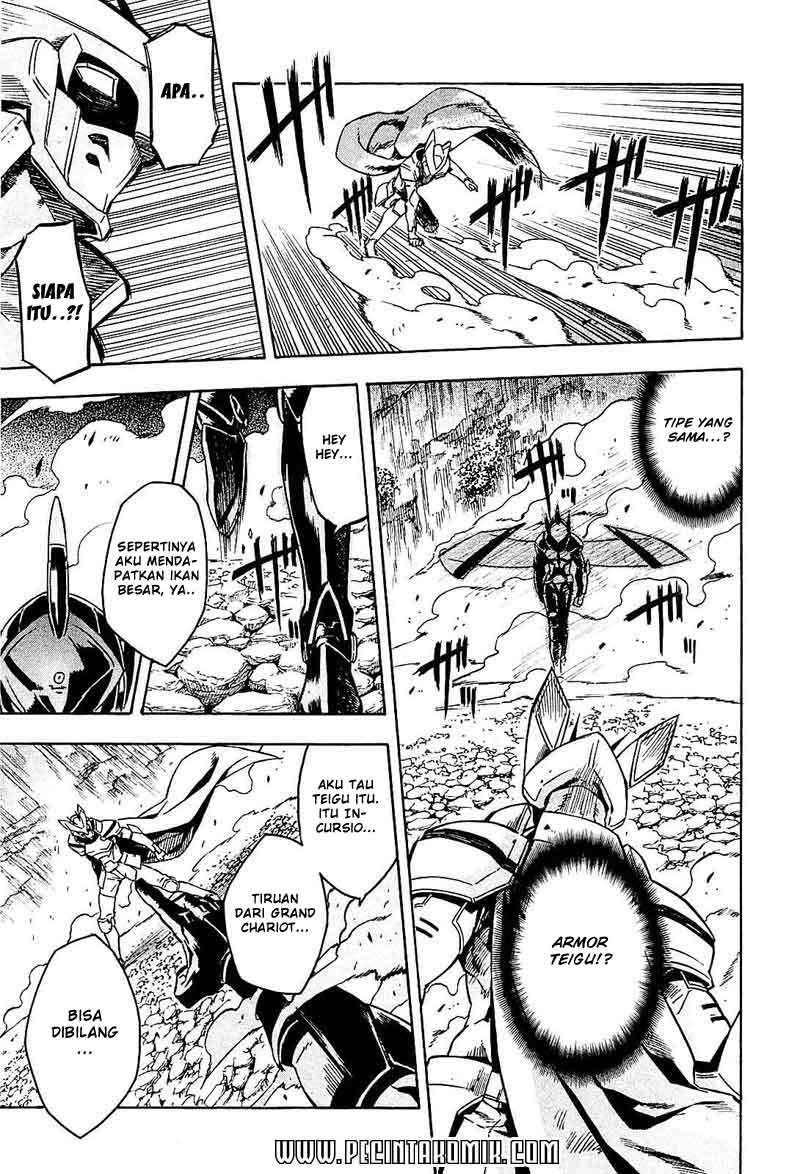 APA..
SIAPA
ITU..?!
TIPE YANG
SAMA...?
ARMOR
TEIGU!?
HEY
HEY...
SEPERTINYA
AKU MENDA-
PATKAN IKAN
BESAR, YA..
AKU TAU
TEIGU ITU.
ITU IN-
CURSIO...
TIRUAN
DARI GRAND
CHARIOT...
BISA
DIBILANG
...
WWW.PECINTAKOMIK.COM